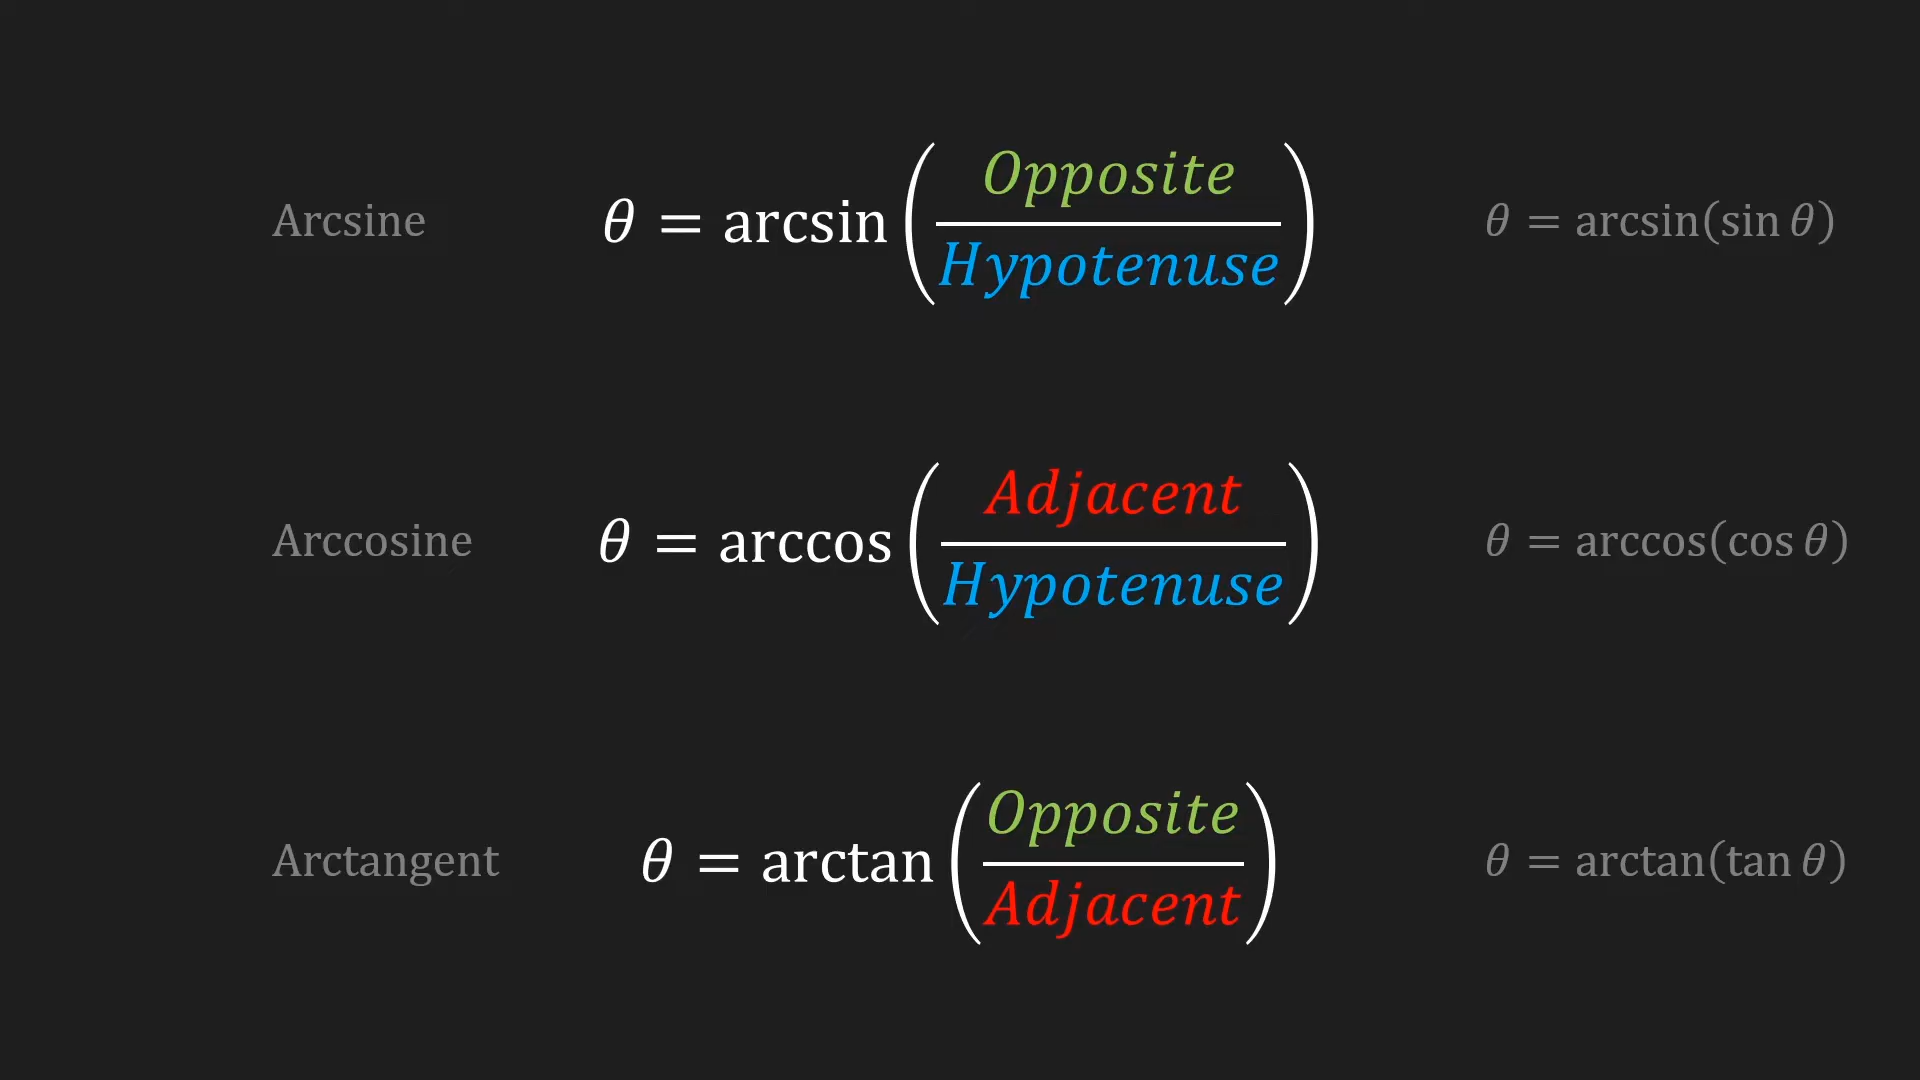 Arcsine θ = arcsin(Opposite/Hypotenuse) θ = arcsin(sin θ)
Arccosine θ = arccos(Adjacent/Hypotenuse) θ = arccos(cos θ)
Arctangent θ = arctan(Opposite/Adjacent) θ = arctan(tan θ)